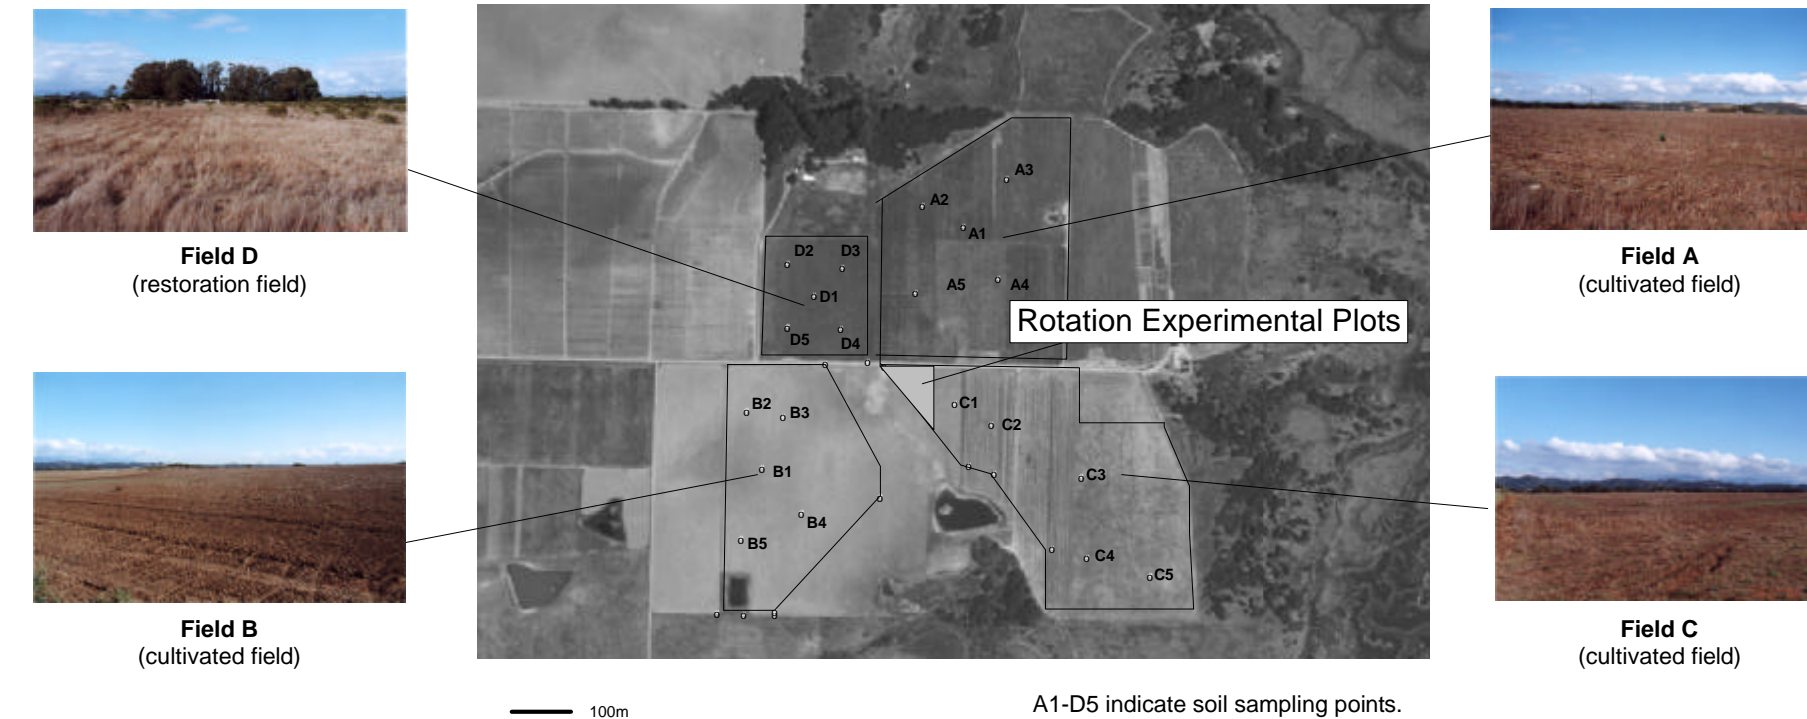 Field D
(restoration field)
Field B
(cultivated field)
A3
A2
A1
D2 D3
A5 A4
D1
Rotation Experimental Plots
D5 D4
B2 B3
C1
C2
B1
C3
B4
B5
C4
C5
Field A
(cultivated field)
Field C
(cultivated field)
100m
A1-D5 indicate soil sampling points.